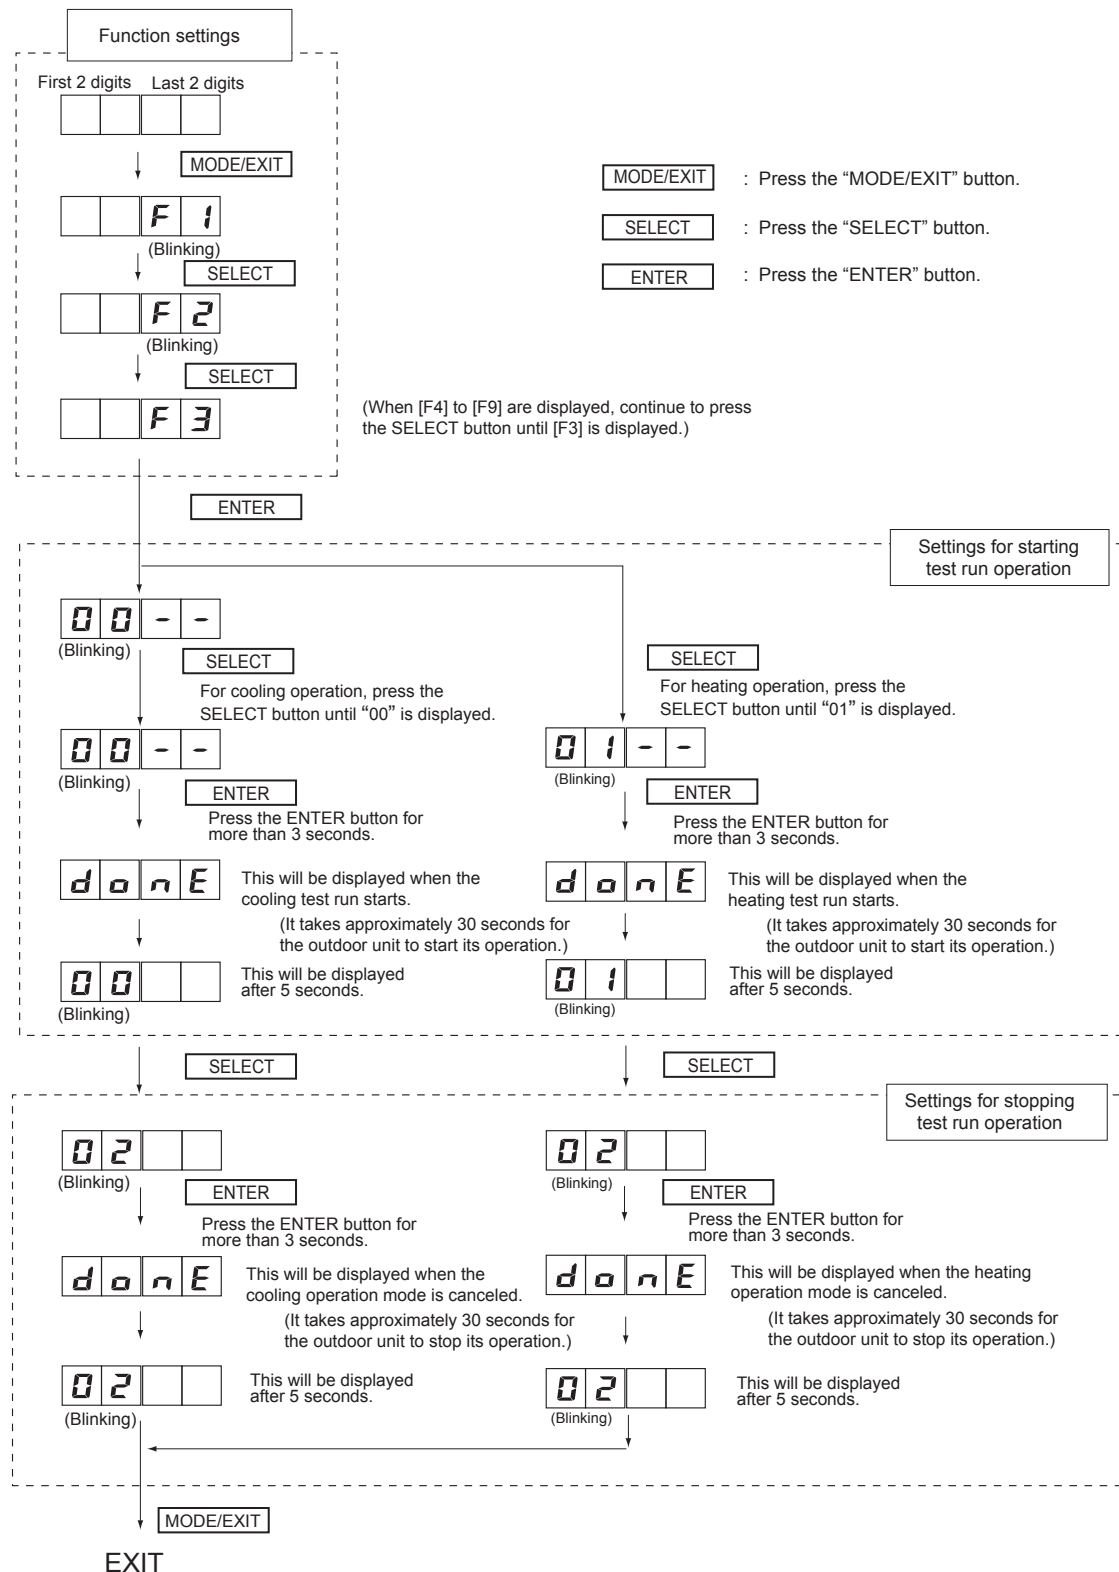 Function settings
First 2 digits Last 2 digits
MODE/EXIT
F 1
(Blinking)
SELECT
F 2
(Blinking)
SELECT
F 3
MODE/EXIT : Press the “MODE/EXIT” button.
SELECT : Press the “SELECT” button.
ENTER : Press the “ENTER” button.
(When [F4] to [F9] are displayed, continue to press
the SELECT button until [F3] is displayed.)
ENTER
Settings for starting
test run operation
0 0 - -
(Blinking)
SELECT
For cooling operation, press the
SELECT button until “00” is displayed.
0 0 - -
(Blinking)
ENTER
Press the ENTER button for
more than 3 seconds.
d o n E
This will be displayed when the
cooling test run starts.
(It takes approximately 30 seconds for
the outdoor unit to start its operation.)
0 0
(Blinking)
This will be displayed
after 5 seconds.
SELECT
SELECT
For heating operation, press the
SELECT button until “01” is displayed.
0 1 - -
(Blinking)
ENTER
Press the ENTER button for
more than 3 seconds.
d o n E
This will be displayed when the
heating test run starts.
(It takes approximately 30 seconds for
the outdoor unit to start its operation.)
0 1
(Blinking)
This will be displayed
after 5 seconds.
SELECT
Settings for stopping
test run operation
0 2
(Blinking)
ENTER
Press the ENTER button for
more than 3 seconds.
d o n E
This will be displayed when the
cooling operation mode is canceled.
(It takes approximately 30 seconds for
the outdoor unit to stop its operation.)
0 2
(Blinking)
This will be displayed
after 5 seconds.
0 2
(Blinking)
ENTER
Press the ENTER button for
more than 3 seconds.
d o n E
This will be displayed when the heating
operation mode is canceled.
(It takes approximately 30 seconds for
the outdoor unit to stop its operation.)
0 2
(Blinking)
This will be displayed
after 5 seconds.
MODE/EXIT
EXIT